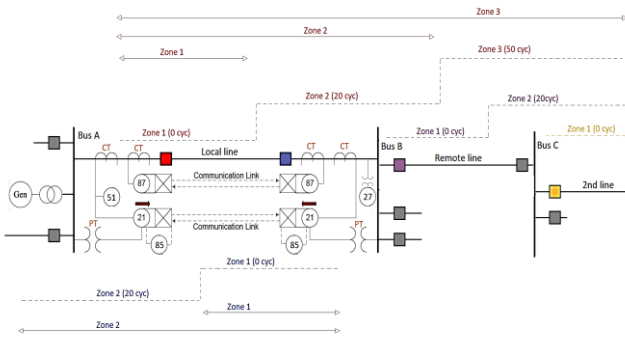 Zone 3
Zone 2
Zone 1
Zone 3 (50 cyc)
Zone 2 (20 cyc)
Zone 2 (20cyc)
Zone 1 (0 cyc)
Zone 1 (0 cyc)
Zone 1 (0 cyc)
Bus A
CT
CT
Local line
CT
CT
Bus B
Remote line
Bus C
Gen
51
87
Communication Link
87
27
2nd line
PT
21
Communication Link
21
PT
85
85
Zone 1 (0 cyc)
Zone 2 (20 cyc)
Zone 1
Zone 2